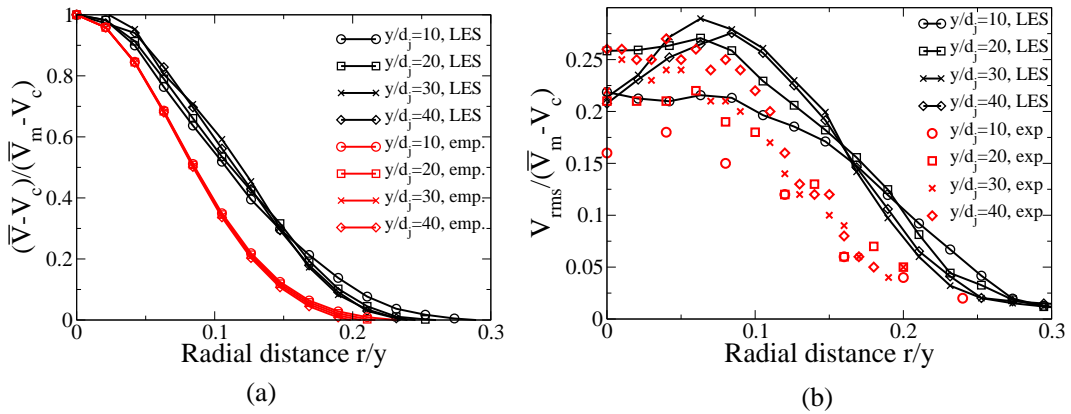 1
0.8
0.6
0.4
0.2
0
0
0.1
0.2
0.3
(V̅-V_c)/(V̅_m-V_c)
Radial distance r/y
y/d_j=10, LES
y/d_j=20, LES
y/d_j=30, LES
y/d_j=40, LES
y/d_j=10, emp.
y/d_j=20, emp.
y/d_j=30, emp.
y/d_j=40, emp.
(a)
0.25
0.2
0.15
0.1
0.05
0
0
0.1
0.2
0.3
V_rms/(V̅_m-V_c)
Radial distance r/y
y/d_j=10, LES
y/d_j=20, LES
y/d_j=30, LES
y/d_j=40, LES
y/d_j=10, exp
y/d_j=20, exp
y/d_j=30, exp
y/d_j=40, exp
(b)